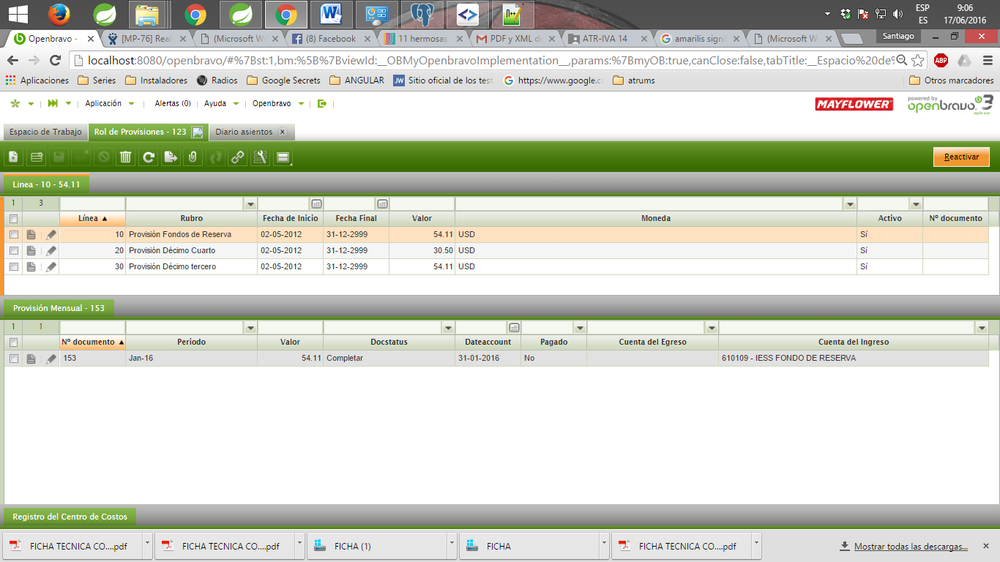 ESP
ES
9:06
17/06/2016
Openbravo -
[MP-76] Reali
(Microsoft Wo
(8) Facebook
11 hermosas
PDF y XML de
ATR-IVA 14
amarilis signi
(Microsoft Wo
Santiago
localhost:8080/openbravo/#%7Bst:1,bm:%5B%7BviewId:__OBMyOpenbravoImplementation__,params:%7BmyOB:true,canClose:false,tabTitle:__Espacio%20de%
ABP
Aplicaciones
Series
Instaladores
Radios
Google Secrets
ANGULAR
JW
Sitio oficial de los test
https://www.google.c
atrums
Otros marcadores
Aplicación
Alertas (0)
Ayuda
Openbravo
MAYFLOWER
powered by
openbravo 3
agile erp
Espacio de Trabajo
Rol de Provisiones - 123
Diario asientos
Reactivar
Linea - 10 - 54.11
1 3
Línea Rubro Fecha de Inicio Fecha Final Valor Moneda Activo Nº documento
10 Provisión Fondos de Reserva 02-05-2012 31-12-2999 54.11 USD Sí
20 Provisión Décimo Cuarto 02-05-2012 31-12-2999 30.50 USD Sí
30 Provisión Décimo tercero 02-05-2012 31-12-2999 54.11 USD Sí
Provisión Mensual - 153
1 1
Nº documento Periodo Valor Docstatus Dateaccount Pagado Cuenta del Egreso Cuenta del Ingreso
153 Jan-16 54.11 Completar 31-01-2016 No 610109 - IESS FONDO DE RESERVA
Registro del Centro de Costos
FICHA TECNICA CO....pdf
FICHA TECNICA CO....pdf
FICHA (1)
FICHA
FICHA TECNICA CO....pdf
Mostrar todas las descargas...